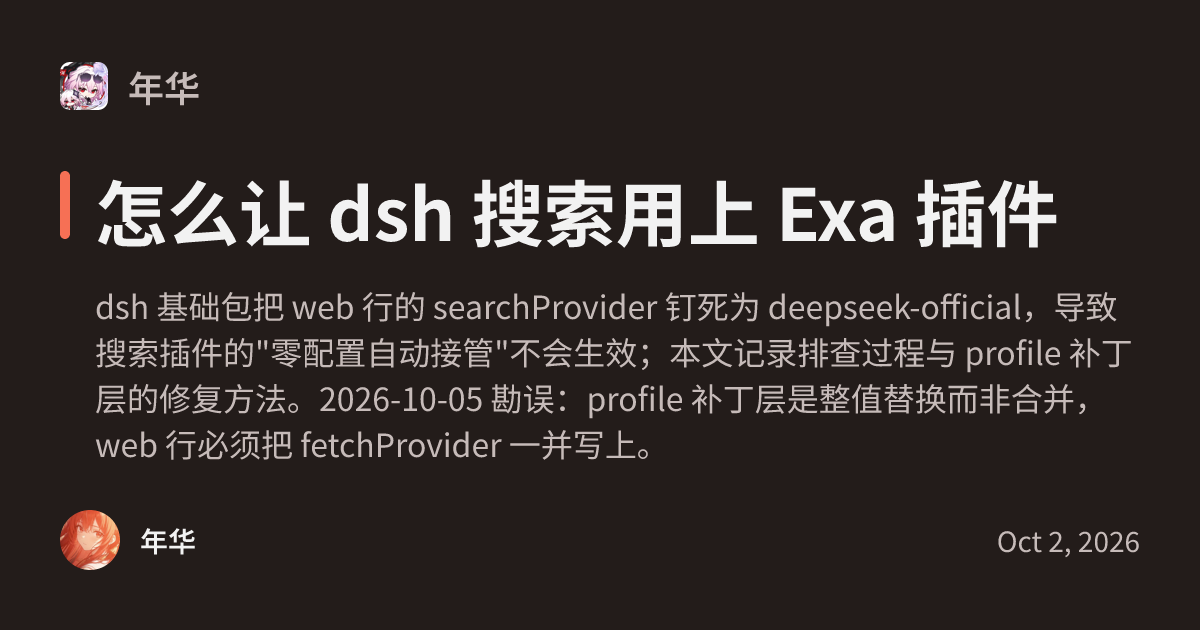 年华
怎么让 dsh 搜索用上 Exa 插件
dsh 基础包把 web 行的 searchProvider 钉死为 deepseek-official，导致
搜索插件的"零配置自动接管"不会生效；本文记录排查过程与 profile 补丁
层的修复方法。2026-10-05 勘误：profile 补丁层是整值替换而非合并，
web 行必须把 fetchProvider 一并写上。
年华
Oct 2, 2026